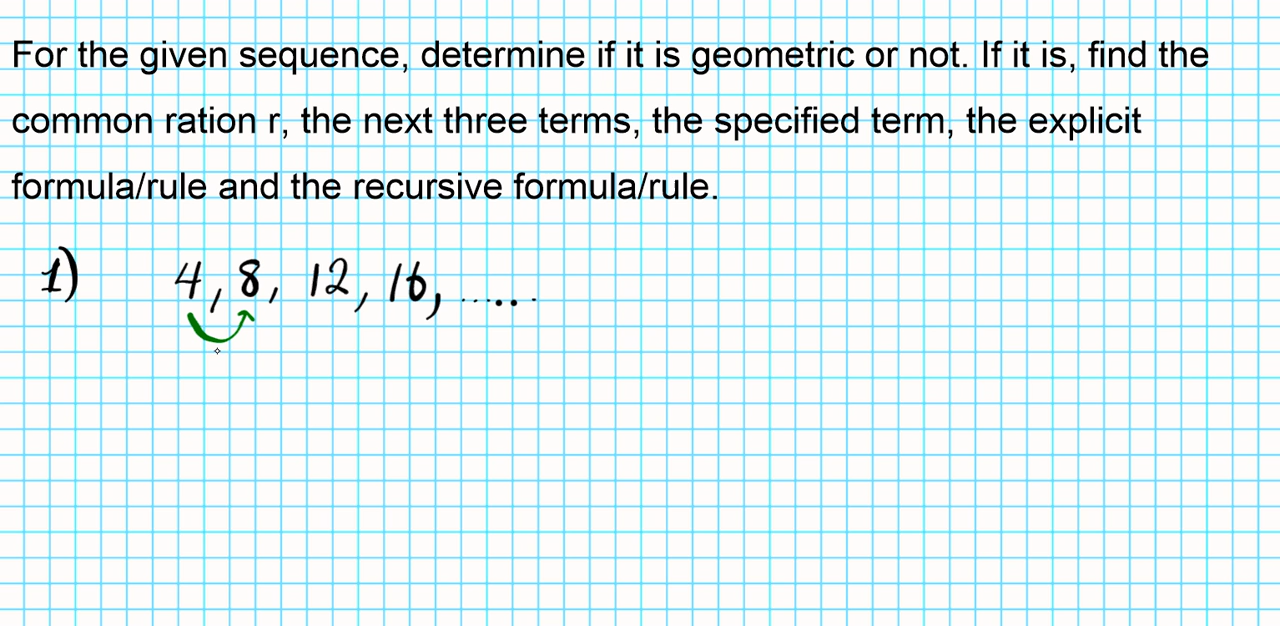 For the given sequence, determine if it is geometric or not. If it is, find the
common ration r, the next three terms, the specified term, the explicit
formula/rule and the recursive formula/rule.
1) 4, 8, 12, 16, ......